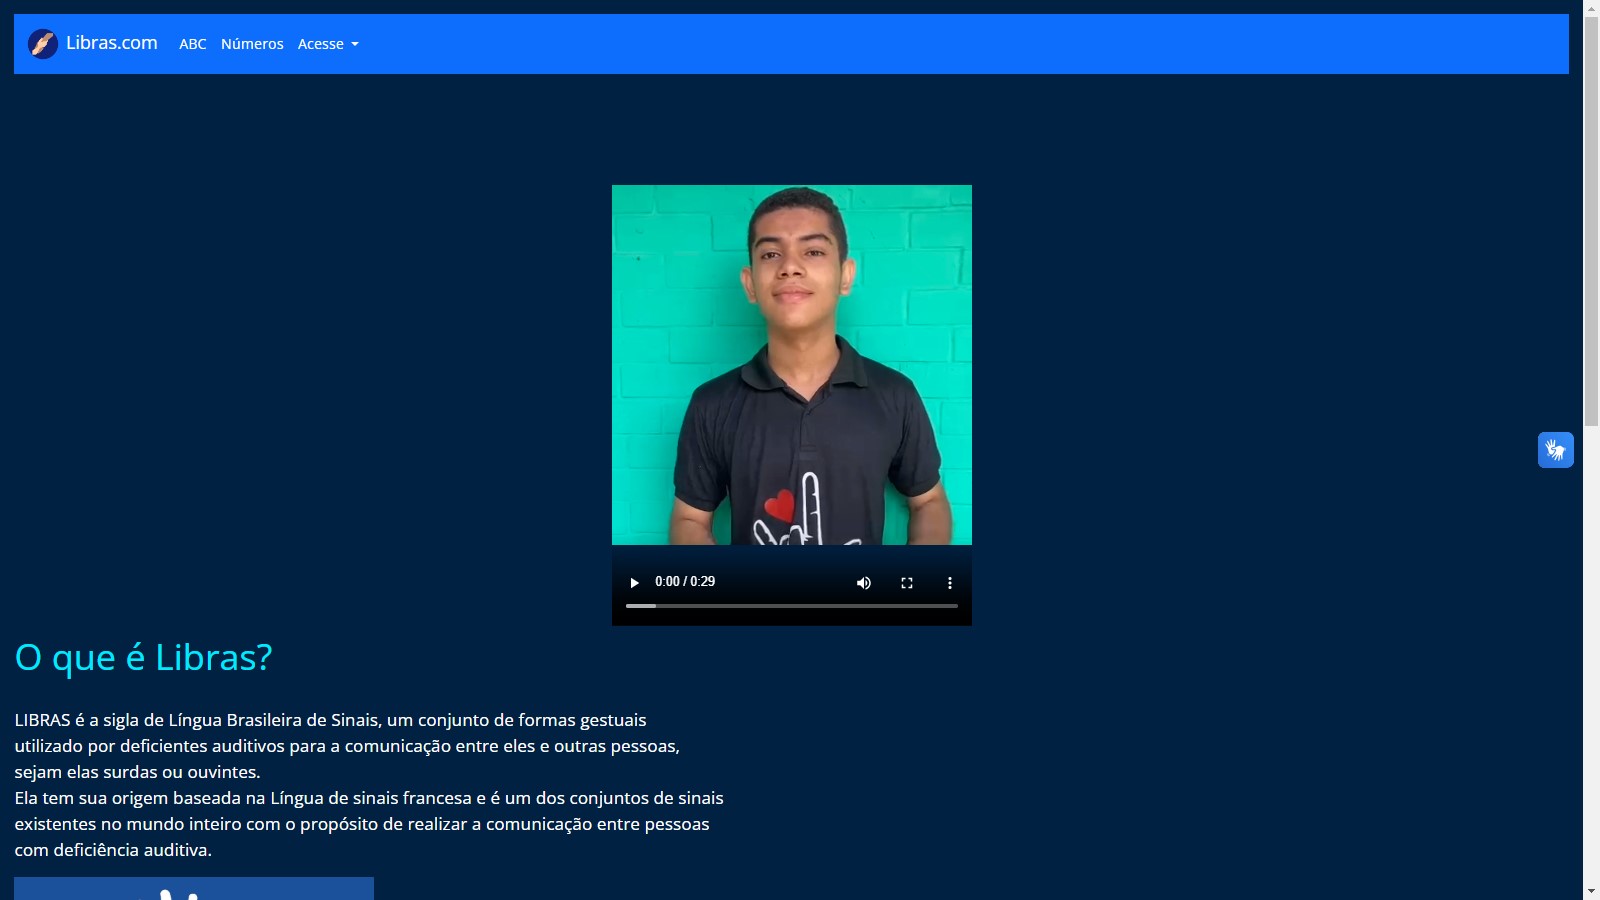 Libras.com ABC Números Acesse
0:00 / 0:29
O que é Libras?
LIBRAS é a sigla de Língua Brasileira de Sinais, um conjunto de formas gestuais
utilizado por deficientes auditivos para a comunicação entre eles e outras pessoas,
sejam elas surdas ou ouvintes.
Ela tem sua origem baseada na Língua de sinais francesa e é um dos conjuntos de sinais
existentes no mundo inteiro com o propósito de realizar a comunicação entre pessoas
com deficiência auditiva.